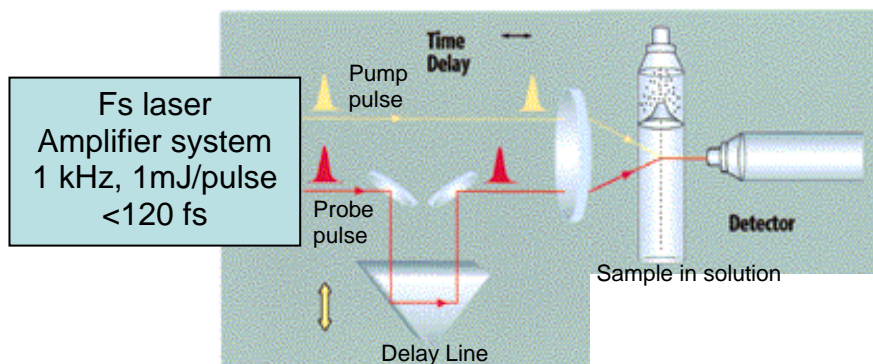 Fs laser
Amplifier system
1 kHz, 1mJ/pulse
<120 fs
Time
Delay
Pump
pulse
Probe
pulse
Delay Line
Sample in solution
Detector